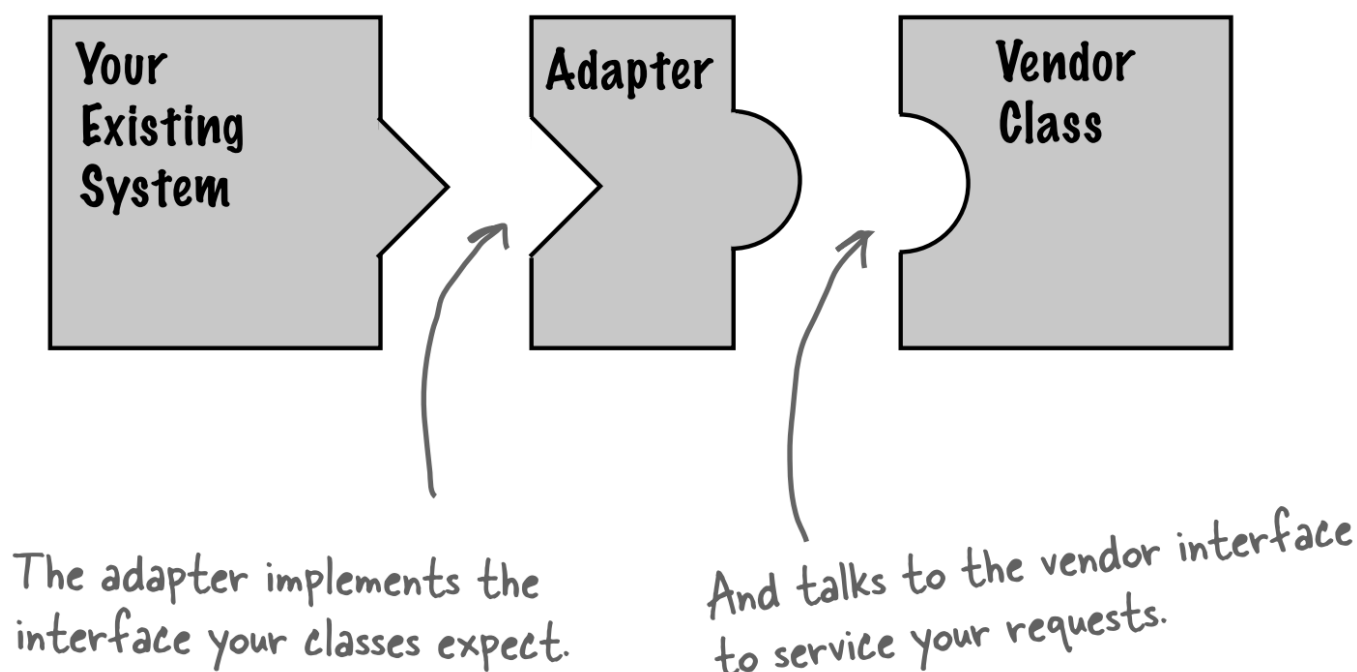 Your
Existing
System
Adapter
Vendor
Class
The adapter implements the
interface your classes expect.
And talks to the vendor interface
to service your requests.